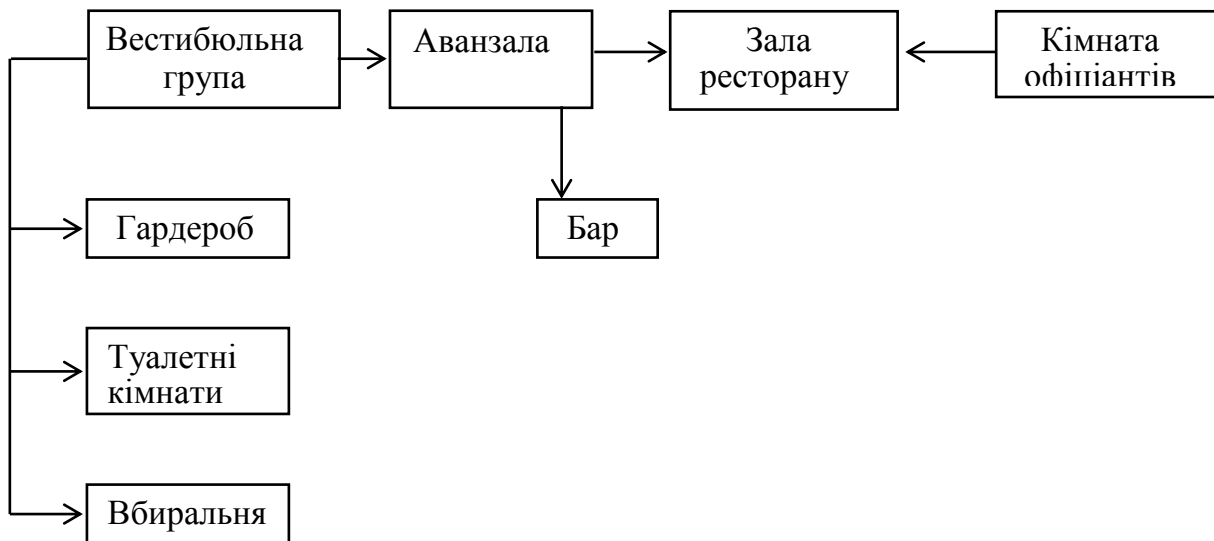 Вестибюльна
група
Аванзала
Зала
ресторану
Кімната
офіціантів
Гардероб
Бар
Туалетні
кімнати
Вбиральня